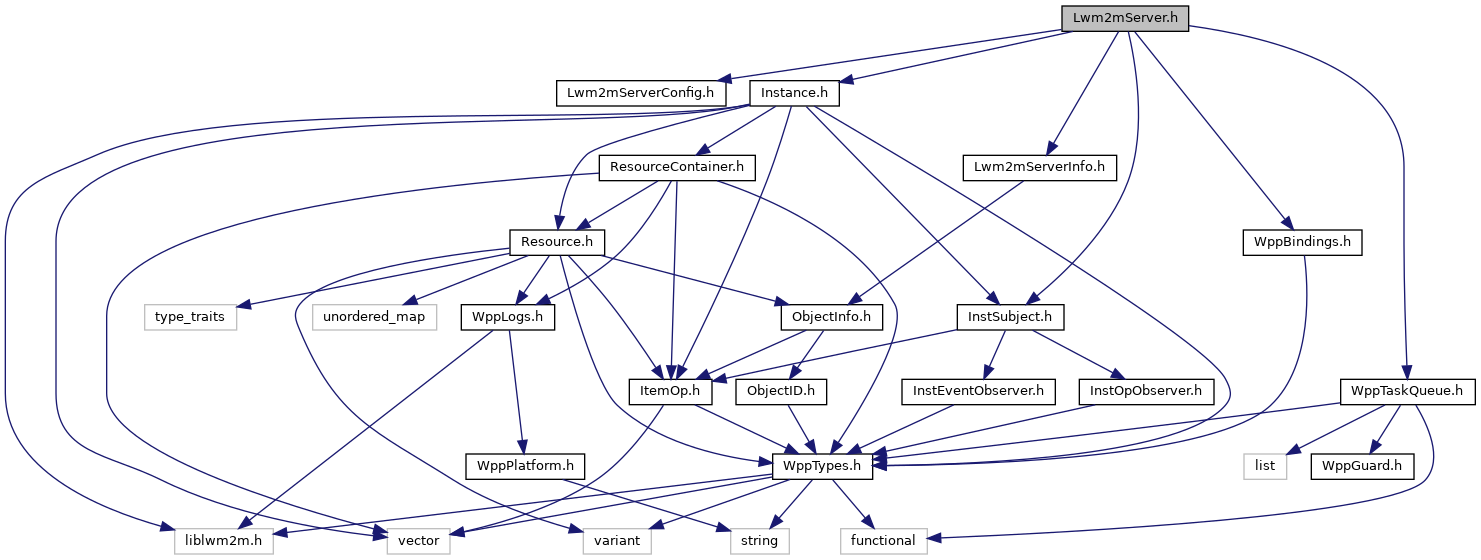 Lwm2mServer.h
Lwm2mServerConfig.h
Instance.h
ResourceContainer.h
Lwm2mServerInfo.h
Resource.h
WppBindings.h
type_traits
unordered_map
WppLogs.h
ObjectInfo.h
InstSubject.h
ItemOp.h
ObjectID.h
InstEventObserver.h
InstOpObserver.h
WppTaskQueue.h
WppPlatform.h
WppTypes.h
list
WppGuard.h
liblwm2m.h
vector
variant
string
functional